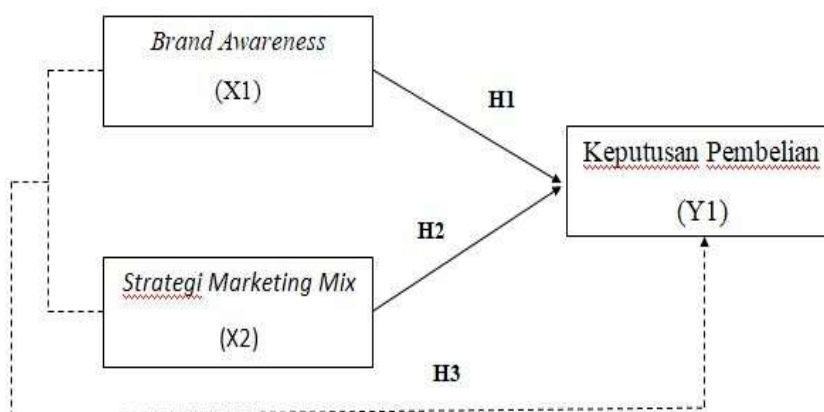 Brand Awareness
(X1)
H1
Keputusan Pembelian
(Y1)
H2
Strategi Marketing Mix
(X2)
H3